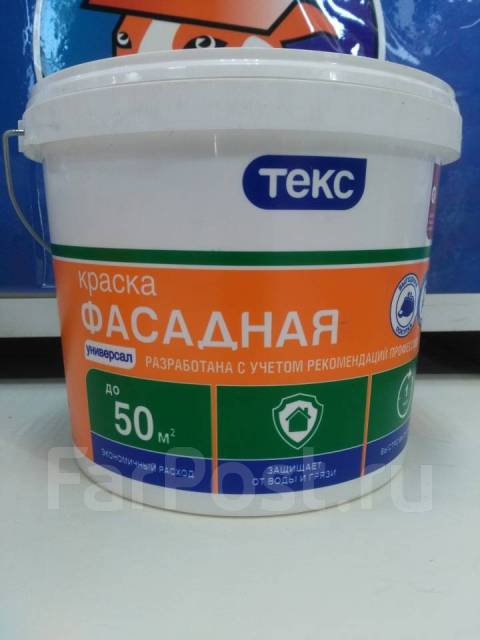 текс
краска
ФАСАДНАЯ
универсал
РАЗРАБОТАНА С УЧЕТОМ РЕКОМЕНДАЦИЙ
до
50 м²
ЭКОНОМИЧНЫЙ РАСХОД
ЗАЩИЩАЕТ
ОТ ВОДЫ И ГРЯЗИ
FarPost.ru